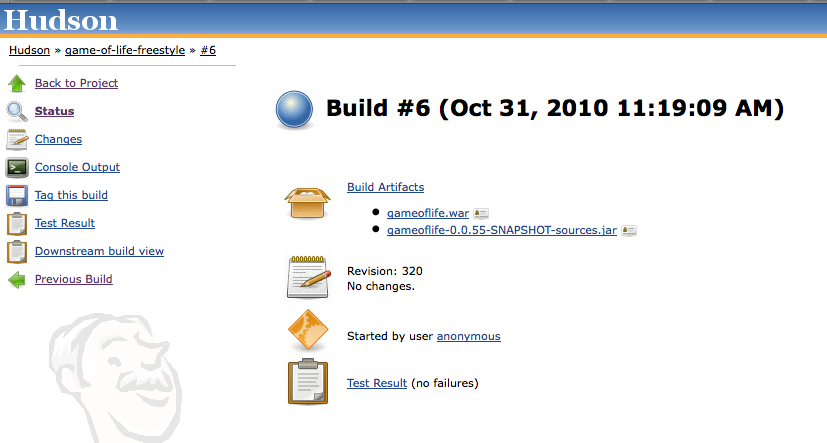 Hudson
Hudson » game-of-life-freestyle » #6
Back to Project
Status
Changes
Console Output
Tag this build
Test Result
Downstream build view
Previous Build
Build #6 (Oct 31, 2010 11:19:09 AM)
Build Artifacts
gameoflife.war
gameoflife-0.0.55-SNAPSHOT-sources.jar
Revision: 320
No changes.
Started by user anonymous
Test Result (no failures)